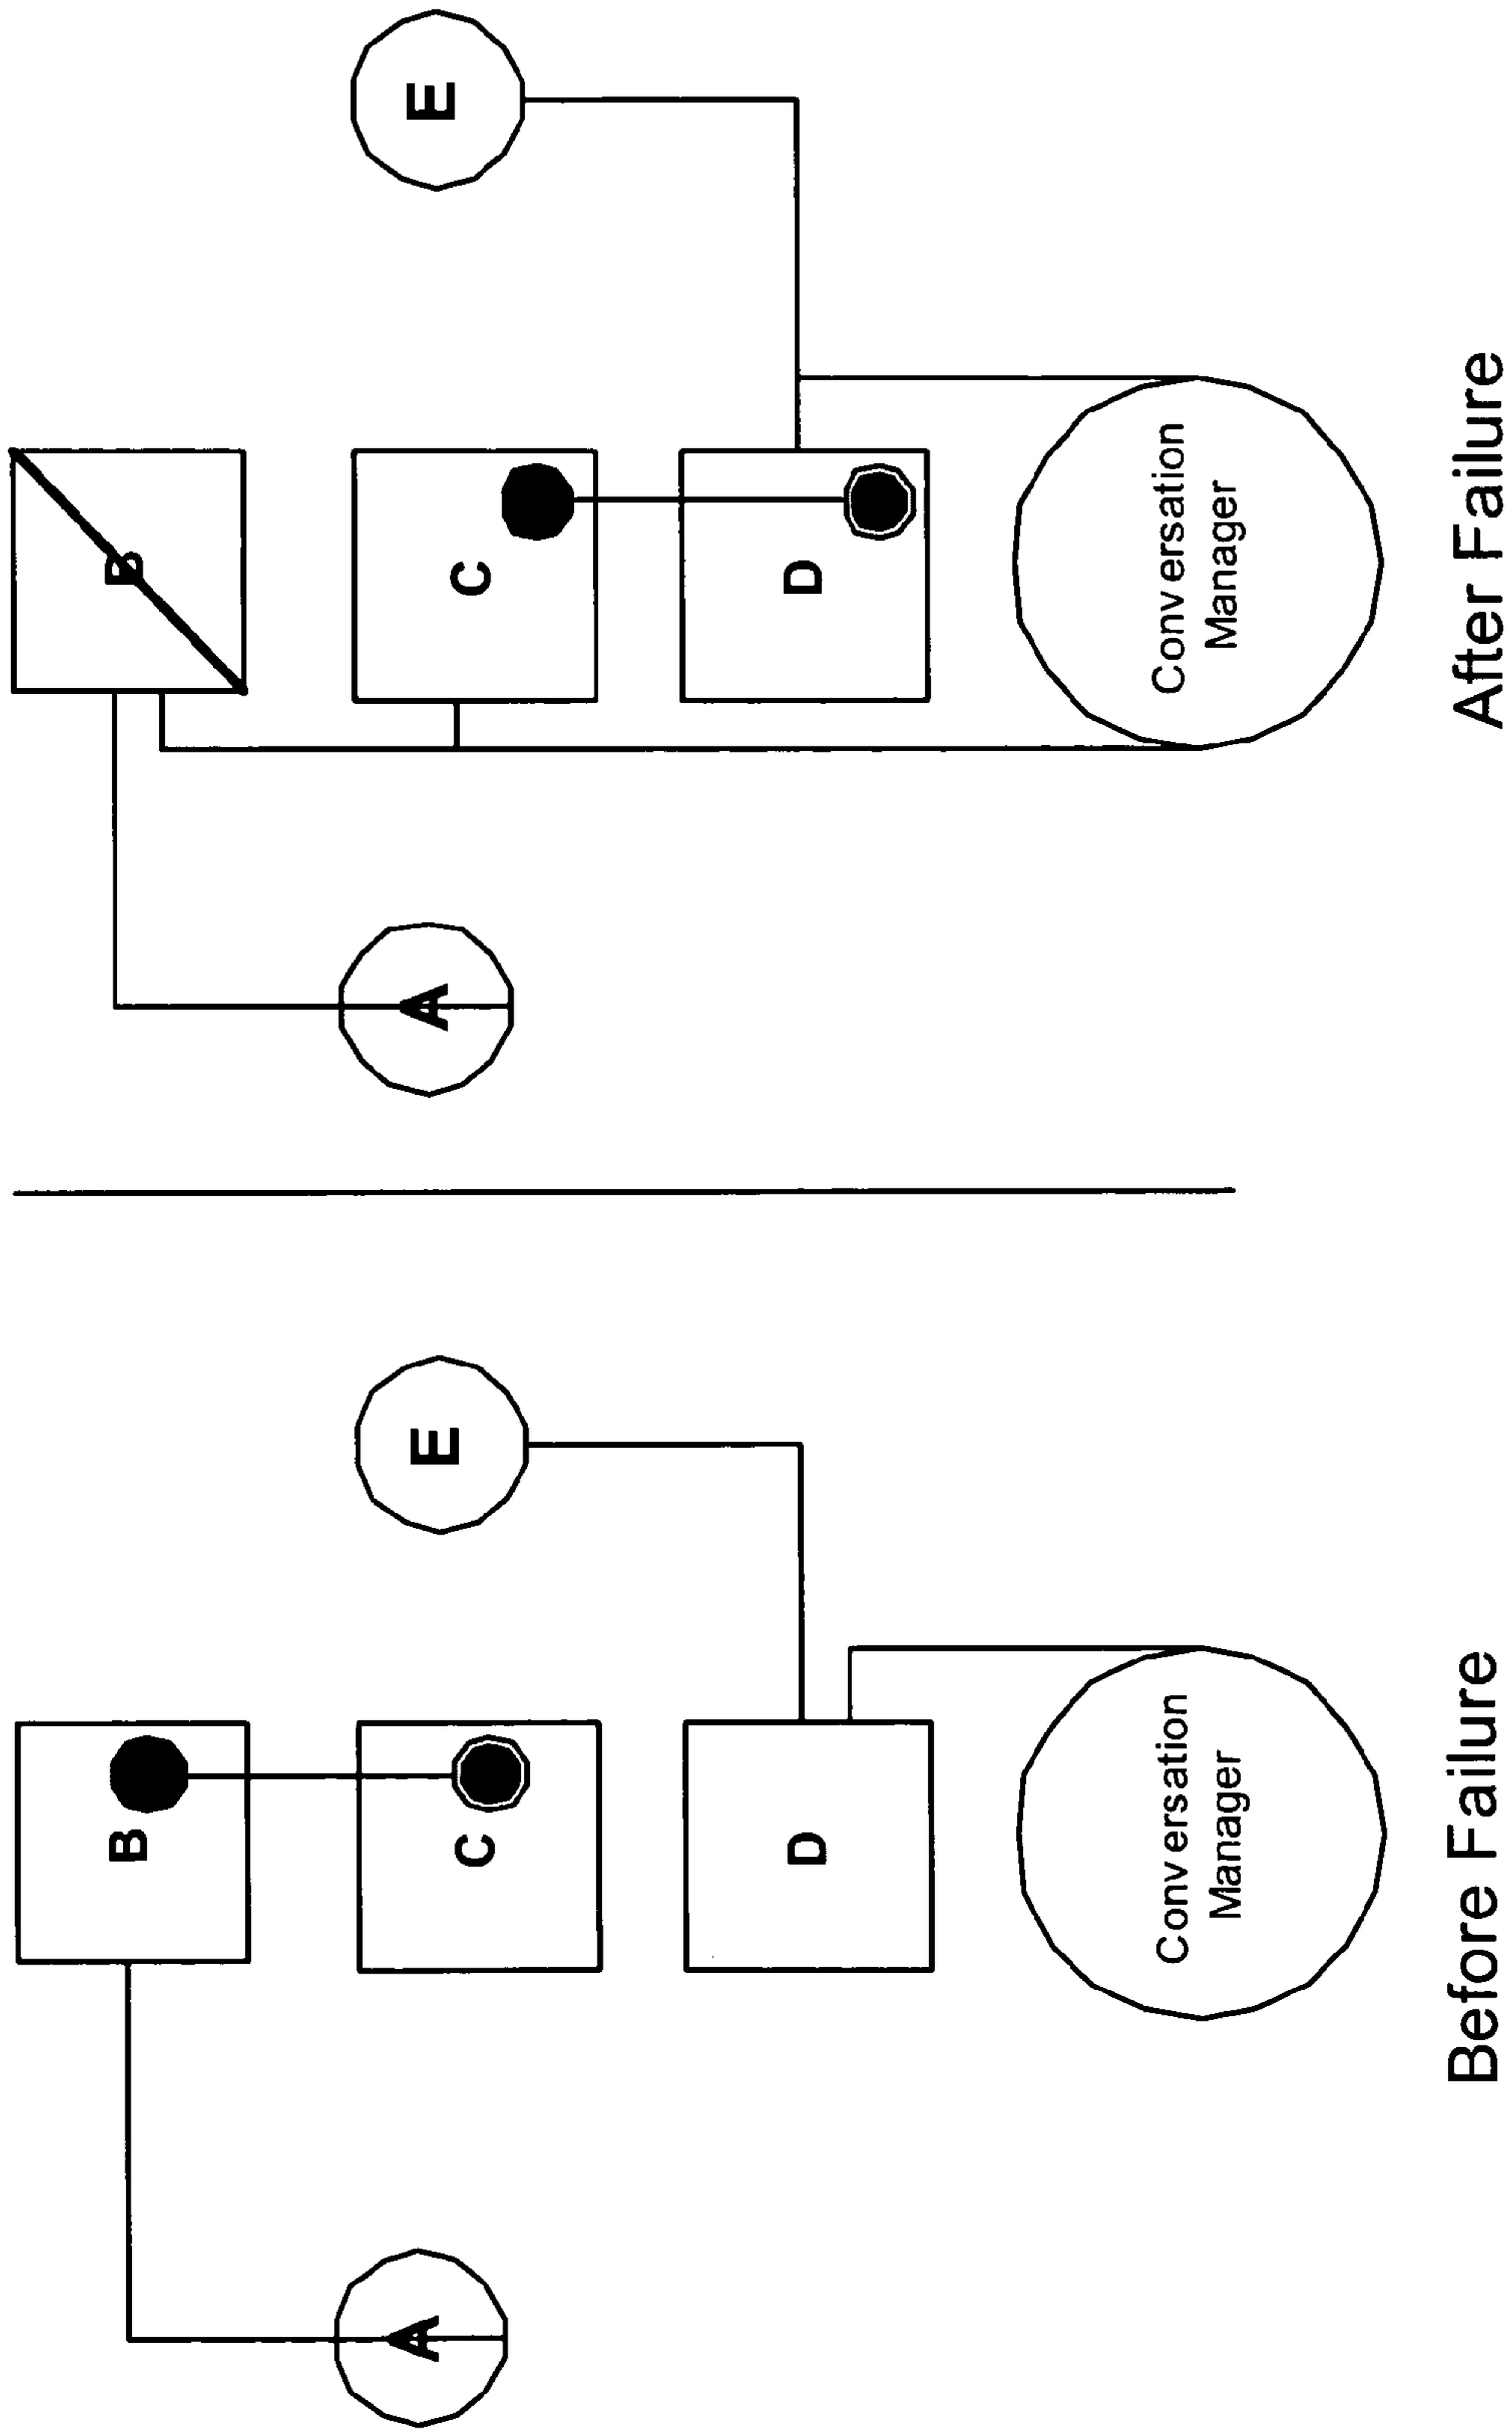 B
A
C
E
D
Conversation
Manager
Before Failure
B
A
C
E
D
Conversation
Manager
After Failure